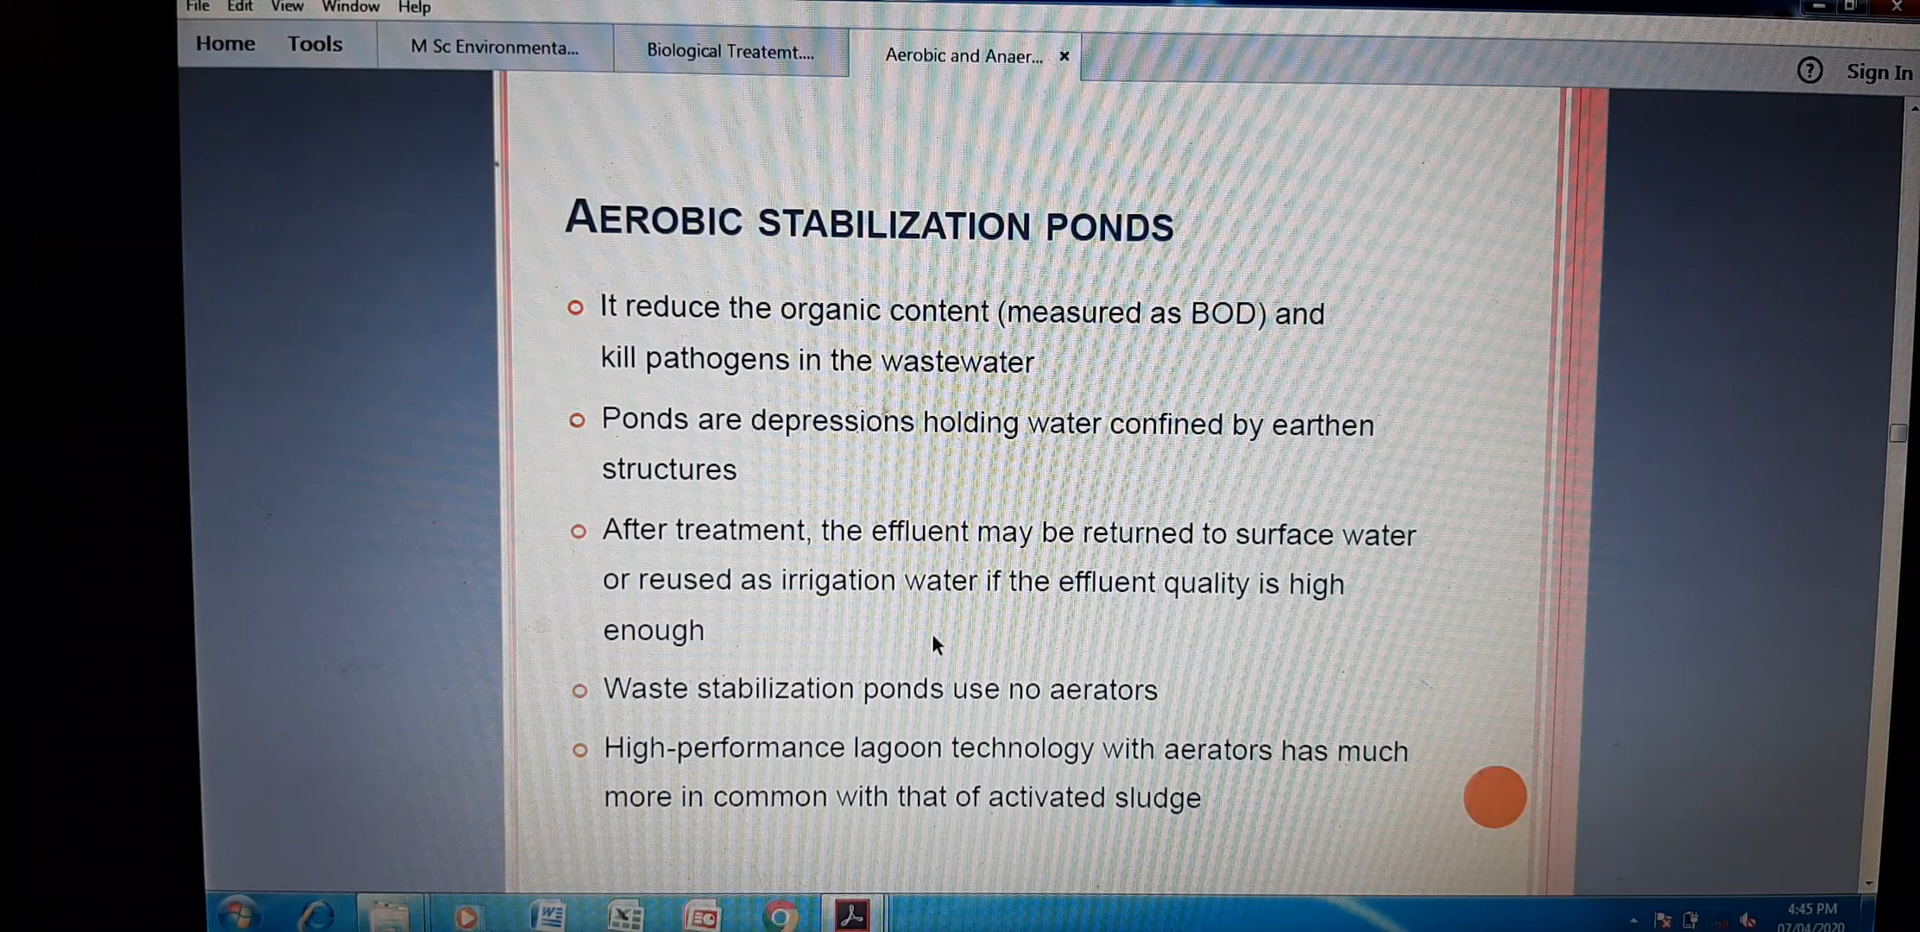 File Edit View Window Help
Home Tools M Sc Environmenta... Biological Treatemt.... Aerobic and Anaer... ×
? Sign In
AEROBIC STABILIZATION PONDS
It reduce the organic content (measured as BOD) and
kill pathogens in the wastewater
Ponds are depressions holding water confined by earthen
structures
After treatment, the effluent may be returned to surface water
or reused as irrigation water if the effluent quality is high
enough
Waste stabilization ponds use no aerators
High-performance lagoon technology with aerators has much
more in common with that of activated sludge
4:45 PM
07/04/2020